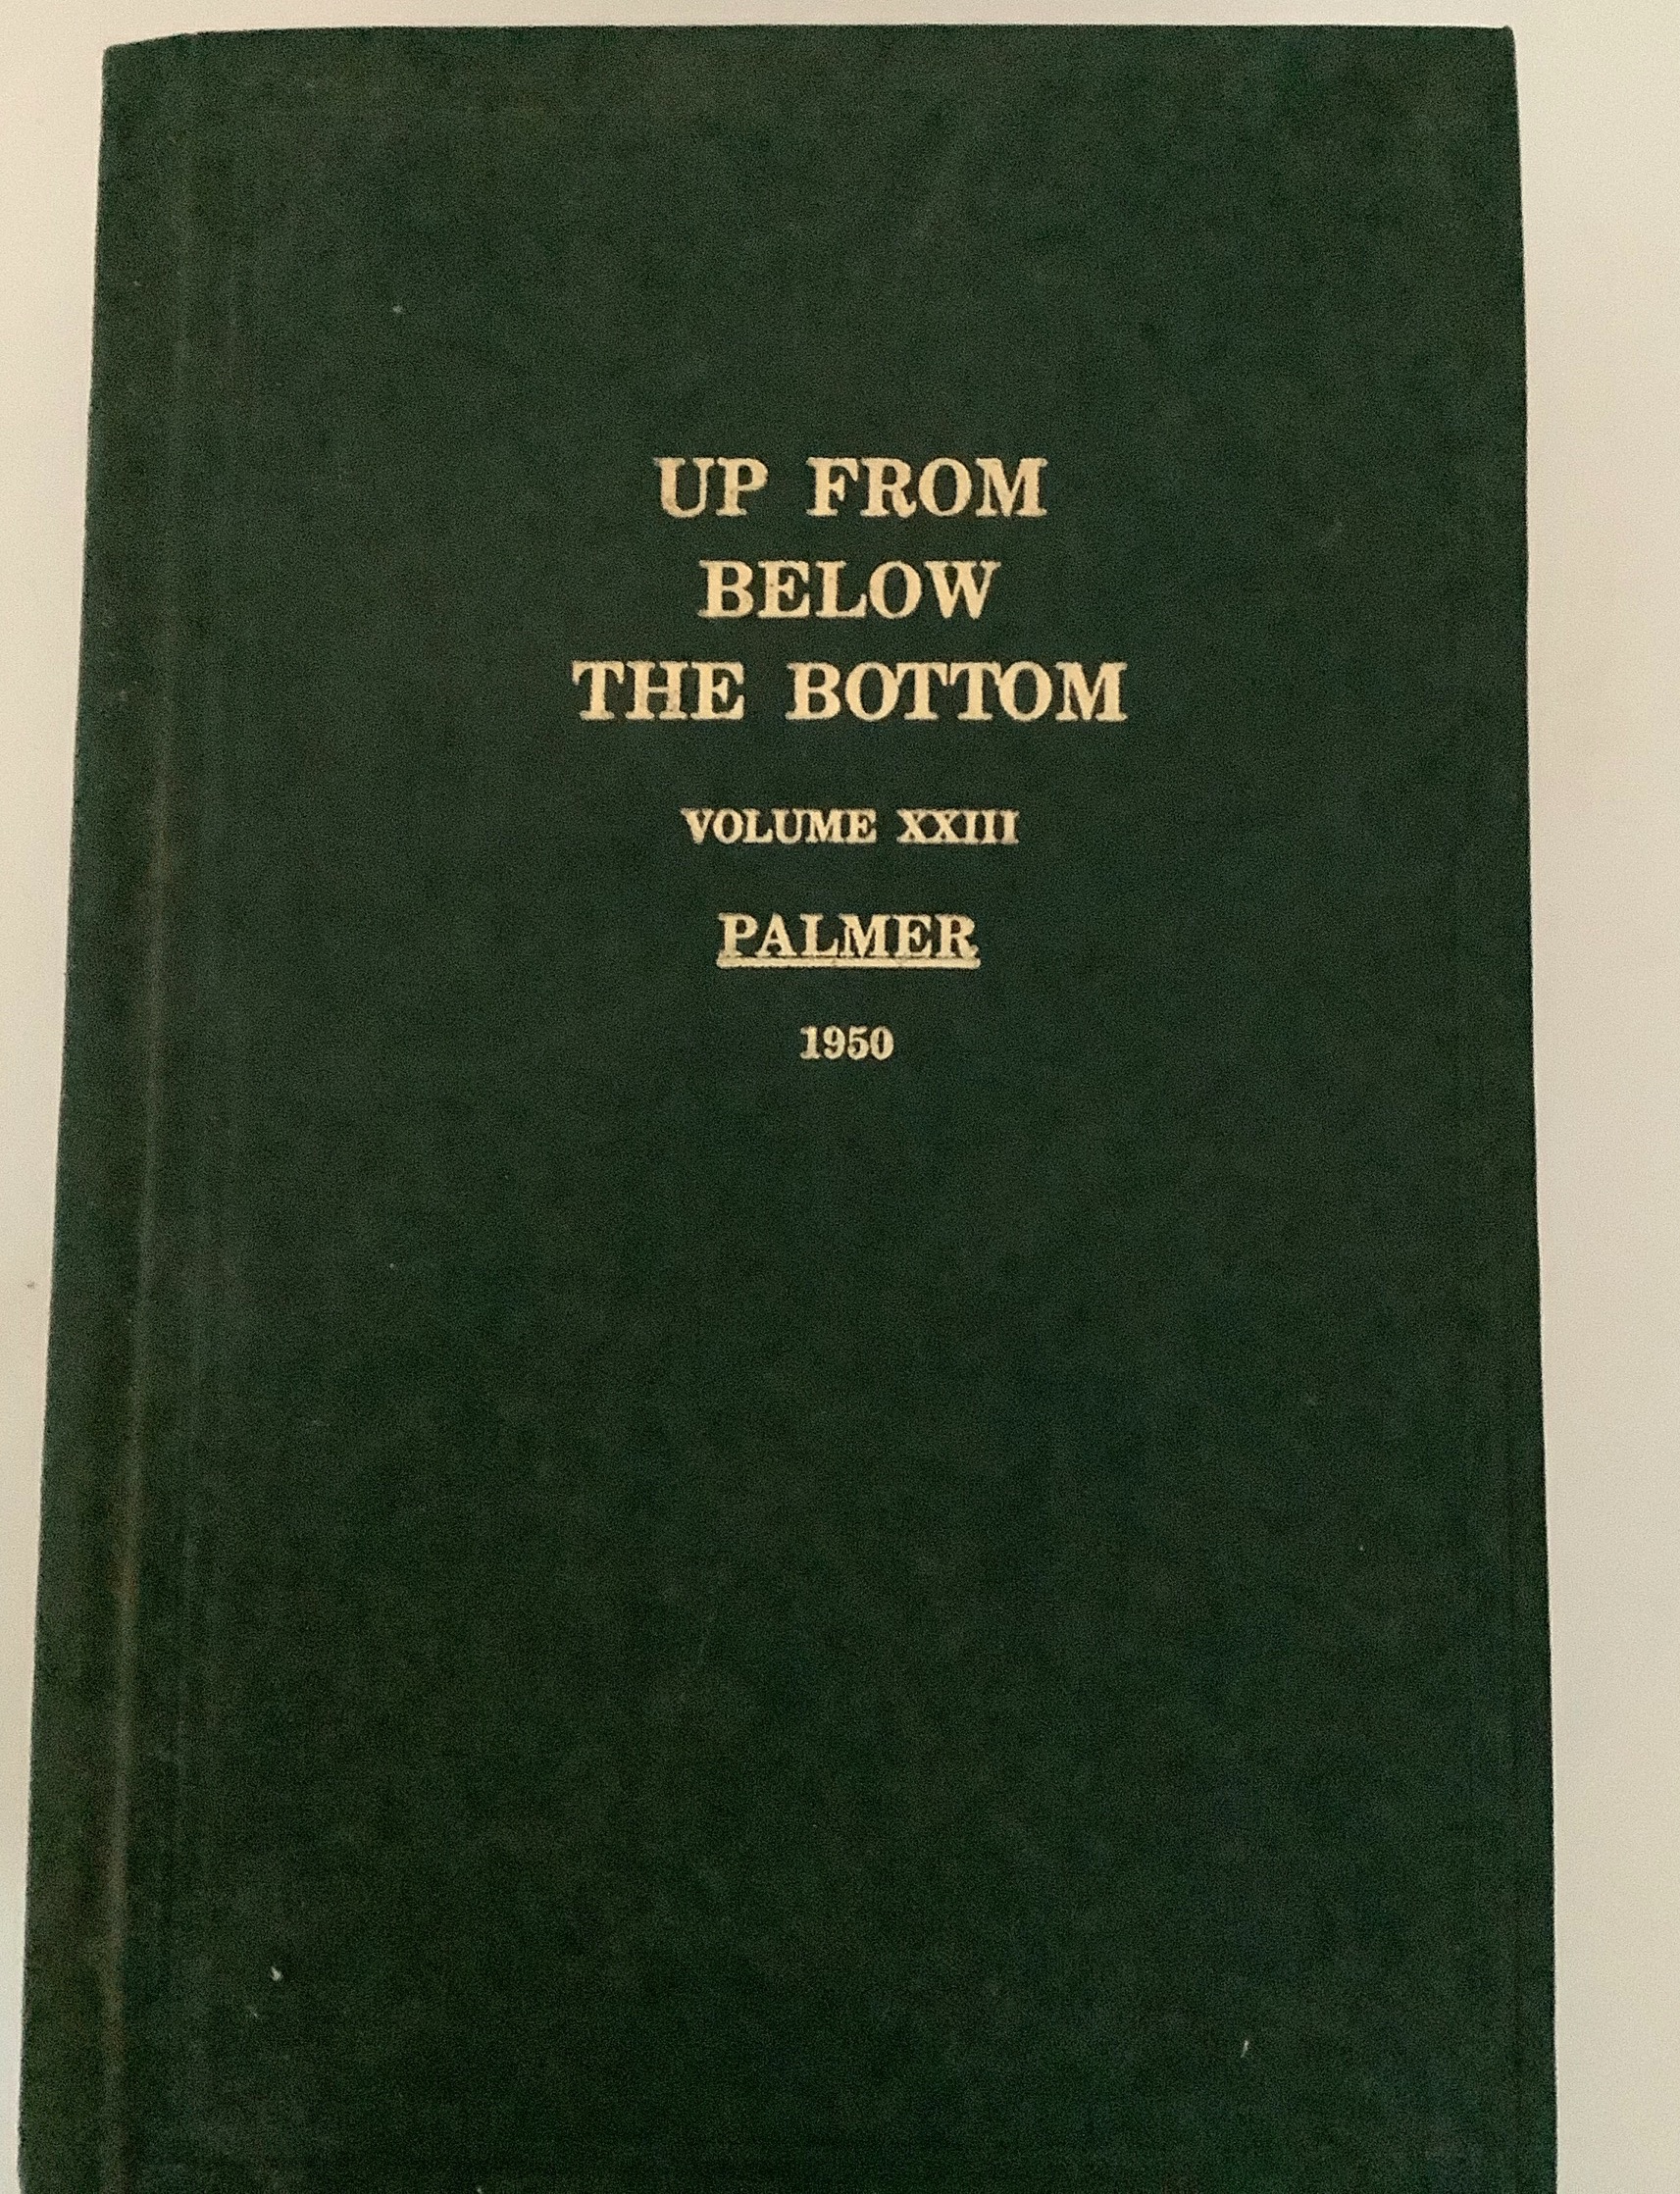 UP FROM
BELOW
THE BOTTOM
VOLUME XXIII
PALMER
1950